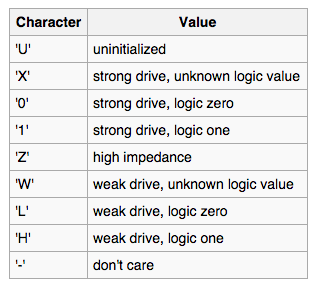 Character Value
'U' uninitialized
'X' strong drive, unknown logic value
'0' strong drive, logic zero
'1' strong drive, logic one
'Z' high impedance
'W' weak drive, unknown logic value
'L' weak drive, logic zero
'H' weak drive, logic one
'-' don't care